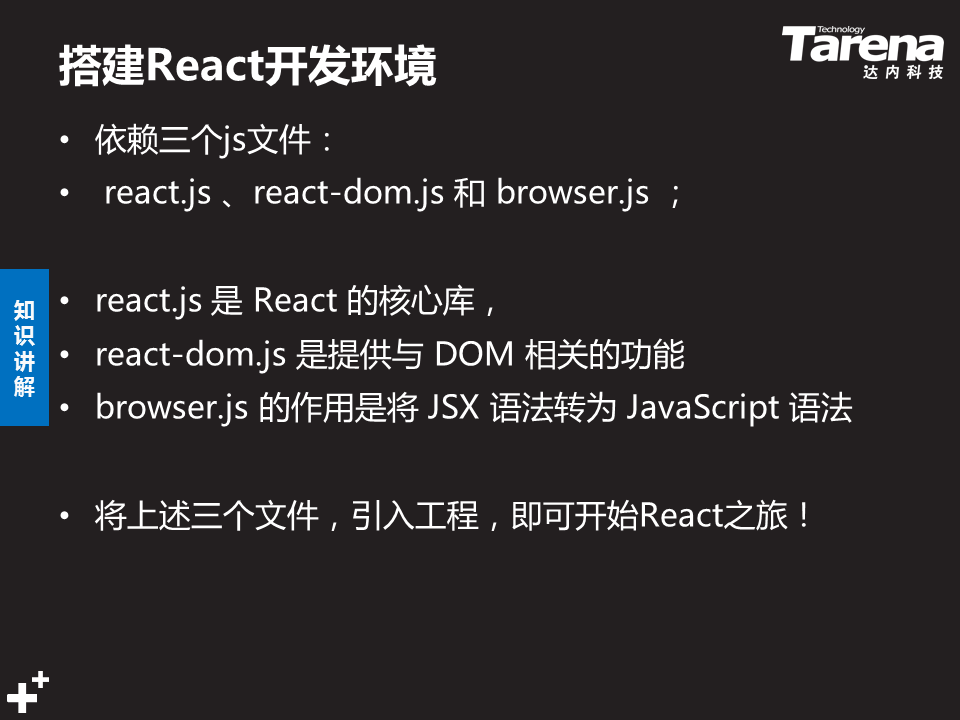 搭建React开发环境
Technology
Tarena
达内科技
• 依赖三个js文件：
• react.js 、react-dom.js 和 browser.js ；
• react.js 是 React 的核心库，
• react-dom.js 是提供与 DOM 相关的功能
• browser.js 的作用是将 JSX 语法转为 JavaScript 语法
• 将上述三个文件，引入工程，即可开始React之旅！
知
识
讲
解